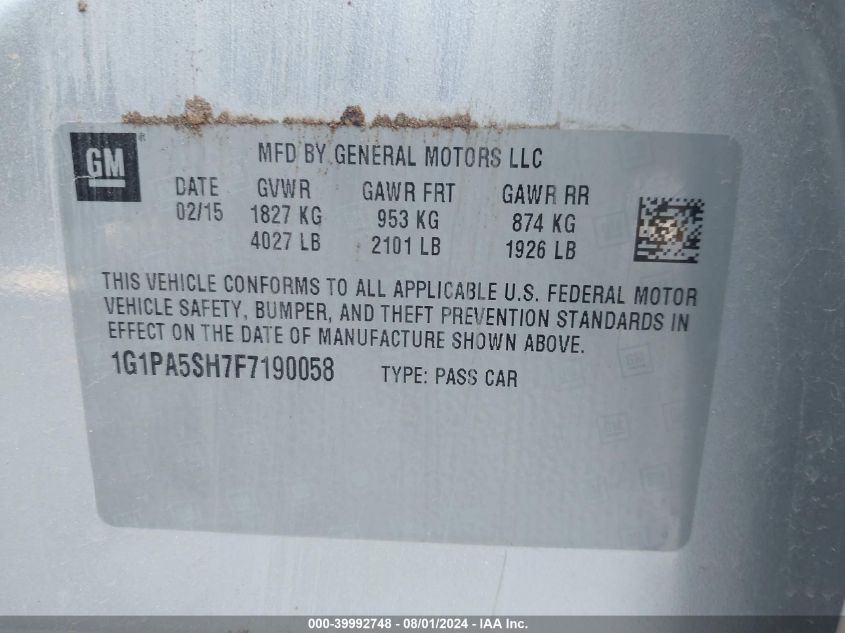 GM ®
MFD BY GENERAL MOTORS LLC
DATE GVWR GAWR FRT GAWR RR
02/15 1827 KG 953 KG 874 KG
4027 LB 2101 LB 1926 LB
THIS VEHICLE CONFORMS TO ALL APPLICABLE U.S. FEDERAL MOTOR
VEHICLE SAFETY, BUMPER, AND THEFT PREVENTION STANDARDS IN
EFFECT ON THE DATE OF MANUFACTURE SHOWN ABOVE.
1G1PA5SH7F7190058 TYPE: PASS CAR
000-39992748 - 08/01/2024 - IAA Inc.